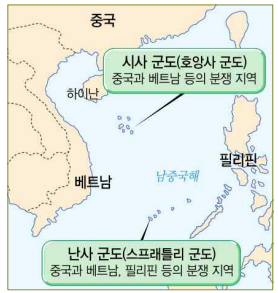 중국
시사 군도(호앙사 군도)
중국과 베트남 등의 분쟁 지역
하이난
필리핀
남중국해
베트남
난사 군도(스프래틀리 군도)
중국과 베트남, 필리핀 등의 분쟁 지역